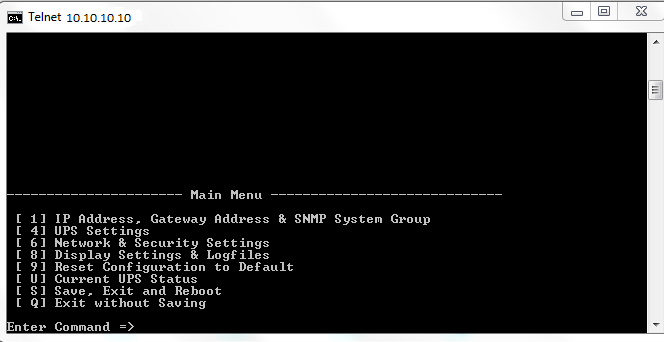 Telnet 10.10.10.10
---------------------- Main Menu -----------------------------
[ 1] IP Address, Gateway Address & SNMP System Group
[ 4] UPS Settings
[ 6] Network & Security Settings
[ 8] Display Settings & Logfiles
[ 9] Reset Configuration to Default
[ U] Current UPS Status
[ S] Save, Exit and Reboot
[ Q] Exit without Saving
Enter Command =>